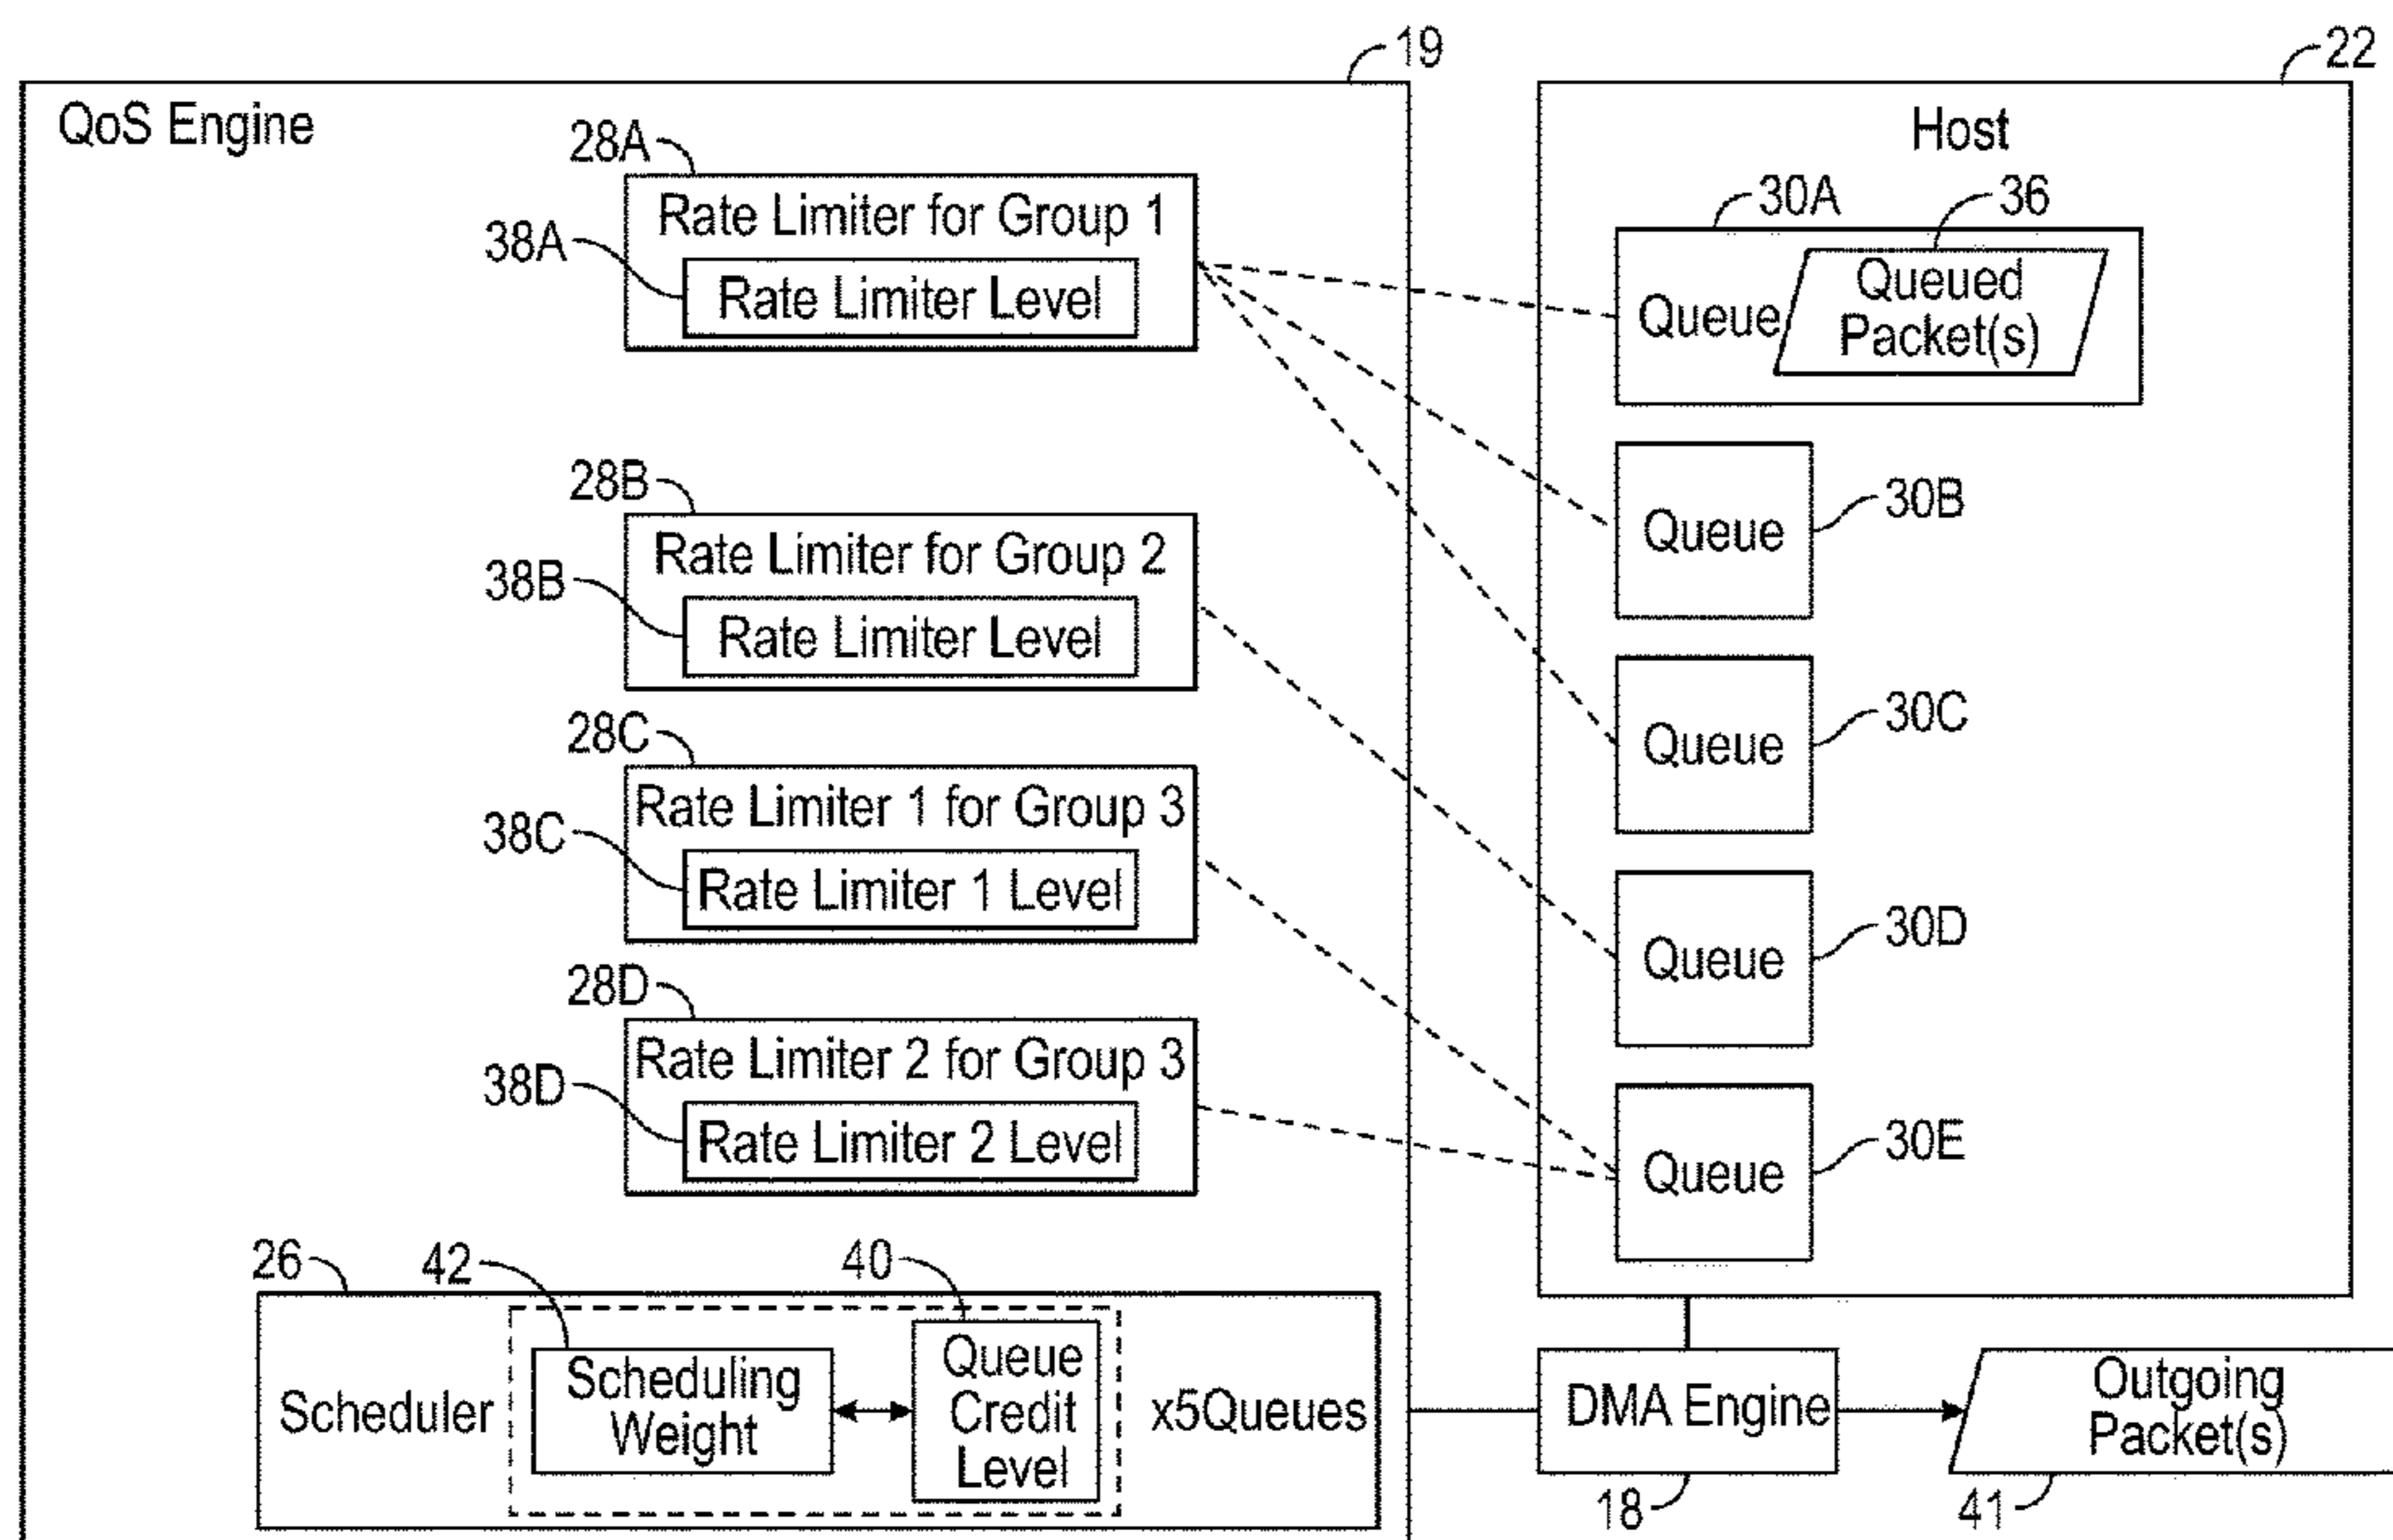 19
22
QoS Engine
Host
28A
Rate Limiter for Group 1
38A
Rate Limiter Level
30A
36
Queue
Queued
Packet(s)
28B
Rate Limiter for Group 2
38B
Rate Limiter Level
Queue
30B
28C
Rate Limiter 1 for Group 3
38C
Rate Limiter 1 Level
Queue
30C
28D
Rate Limiter 2 for Group 3
38D
Rate Limiter 2 Level
Queue
30D
Queue
30E
26
42
40
Scheduler
Scheduling
Weight
Queue
Credit
Level
x5Queues
DMA Engine
18
Outgoing
Packet(s)
41